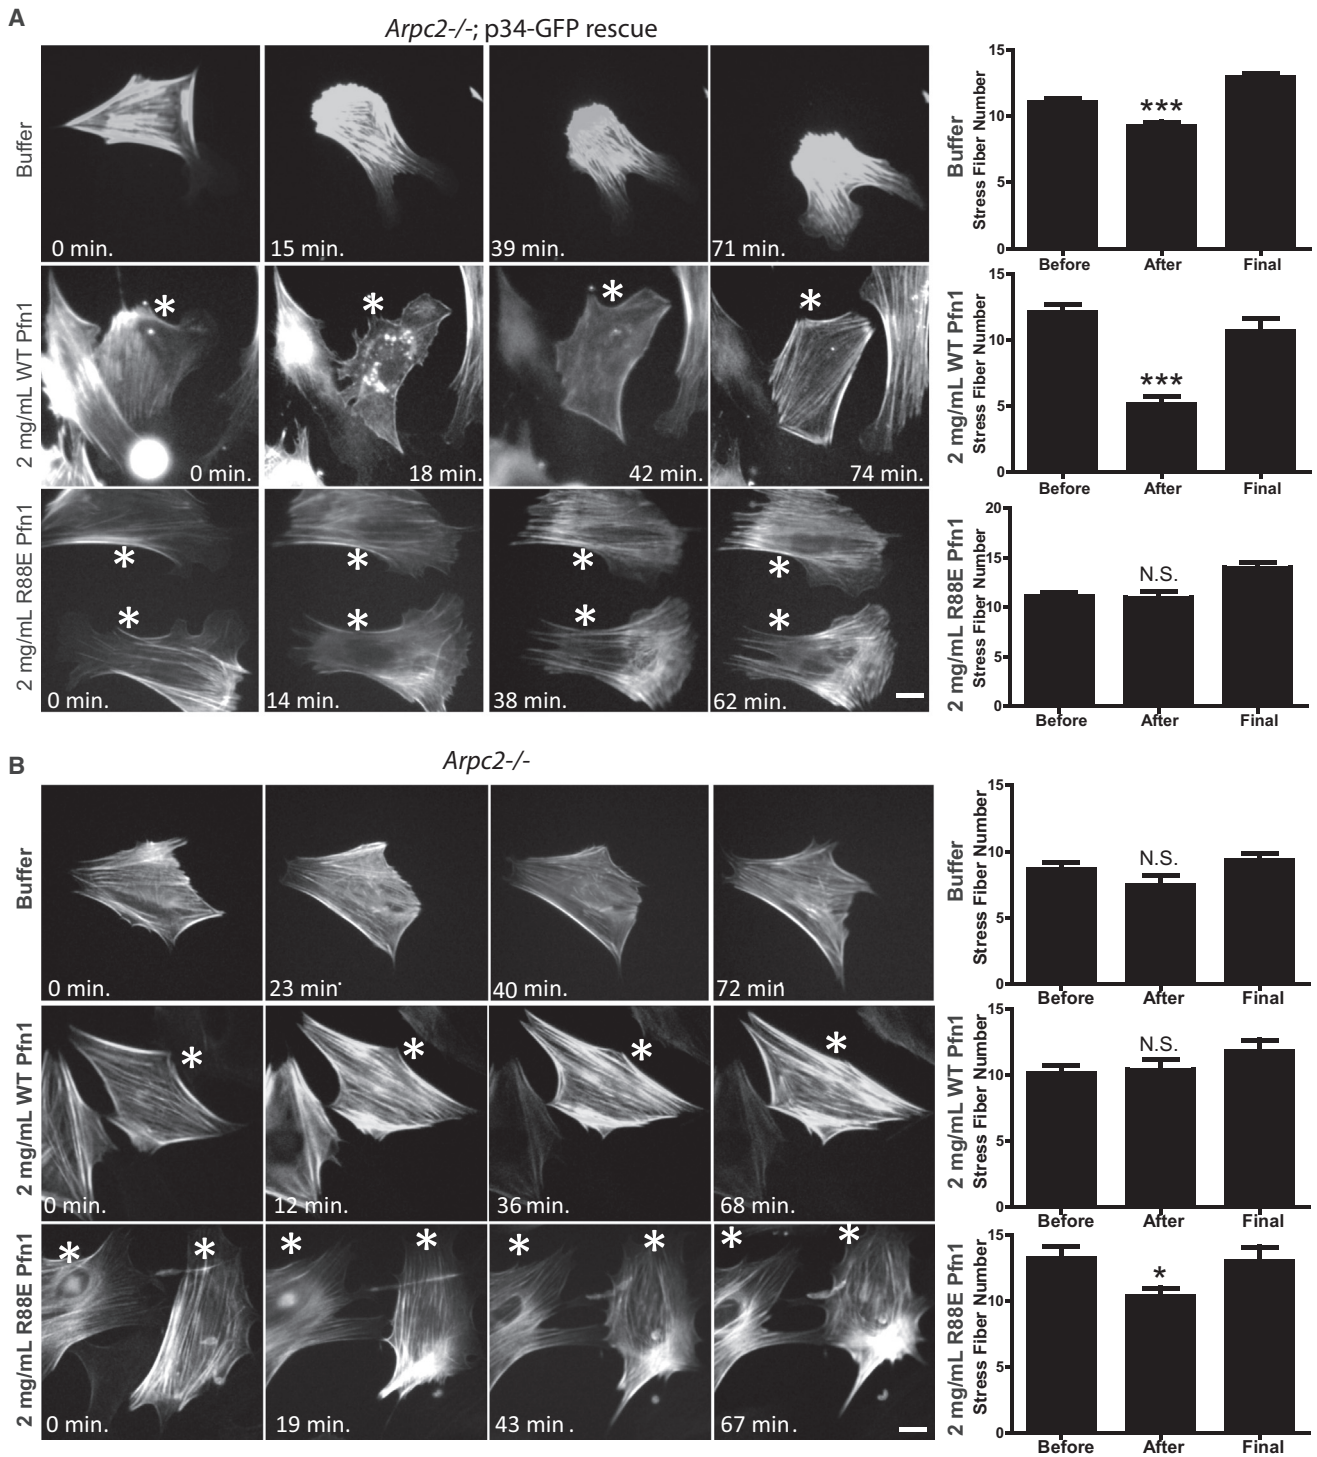 A
Arpc2-/-; p34-GFP rescue
Buffer
0 min.
15 min.
39 min.
71 min.
Buffer
Stress Fiber Number
15
10
5
0
***
Before
After
Final
2 mg/mL WT Pfn1
*
*
*
*
0 min.
18 min.
42 min.
74 min.
2 mg/mL WT Pfn1
Stress Fiber Number
15
10
5
0
***
Before
After
Final
2 mg/mL R88E Pfn1
*
*
*
*
*
*
*
*
0 min.
14 min.
38 min.
62 min.
2 mg/mL R88E Pfn1
Stress Fiber Number
20
15
10
5
0
N.S.
Before
After
Final
B
Arpc2-/-
Buffer
0 min.
23 min.
40 min.
72 min
Buffer
Stress Fiber Number
15
10
5
0
N.S.
Before
After
Final
2 mg/mL WT Pfn1
*
*
*
*
0 min.
12 min.
36 min.
68 min.
2 mg/mL WT Pfn1
Stress Fiber Number
15
10
5
0
N.S.
Before
After
Final
2 mg/mL R88E Pfn1
*
*
*
*
*
*
*
*
0 min.
19 min.
43 min.
67 min.
2 mg/mL R88E Pfn1
Stress Fiber Number
15
10
5
0
*
Before
After
Final